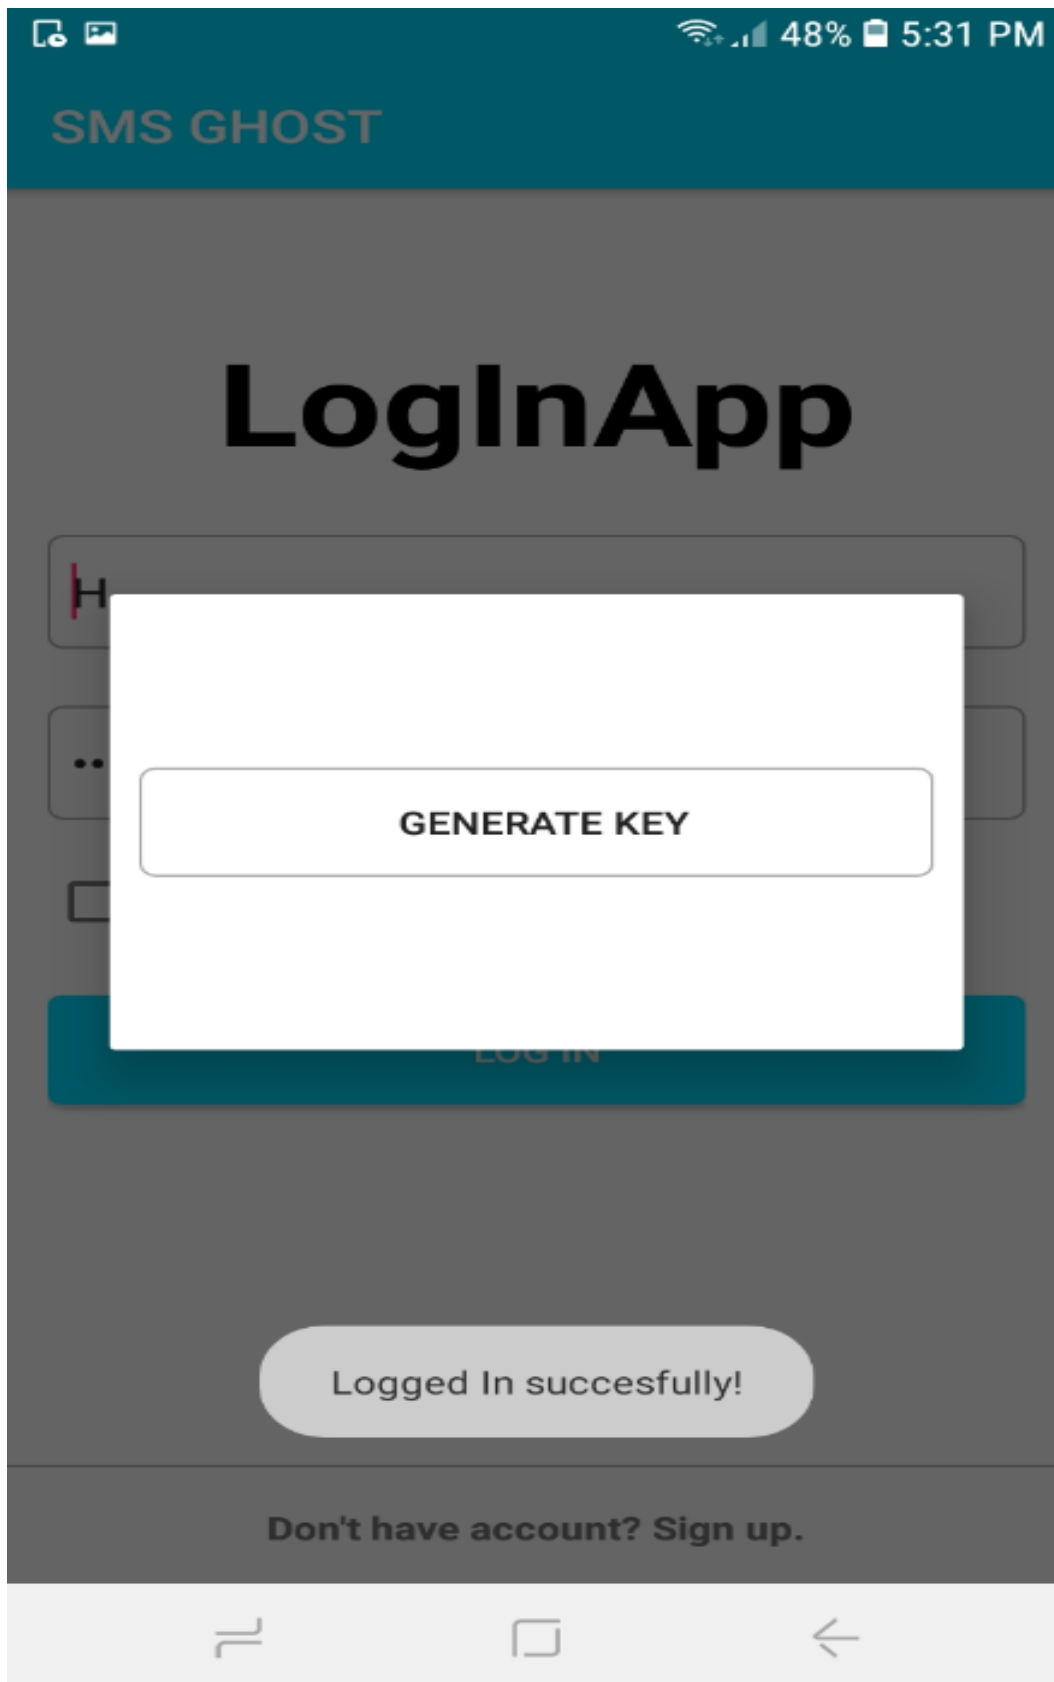 48% 5:31 PM
SMS GHOST
LogInApp
H
GENERATE KEY
LOG IN
Logged In succesfully!
Don't have account? Sign up.